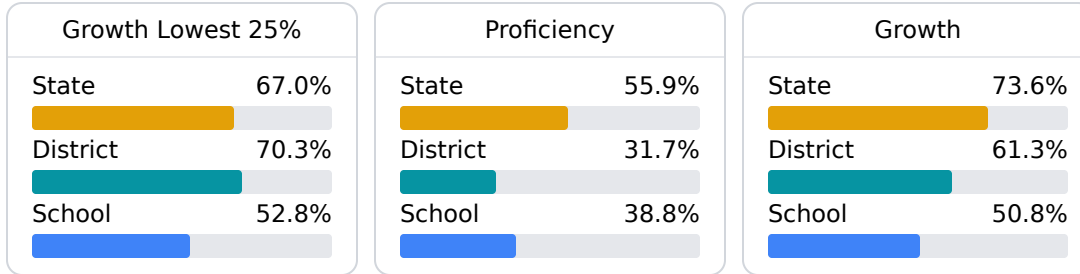 Growth Lowest 25%
State 67.0%
District 70.3%
School 52.8%
Proficiency
State 55.9%
District 31.7%
School 38.8%
Growth
State 73.6%
District 61.3%
School 50.8%